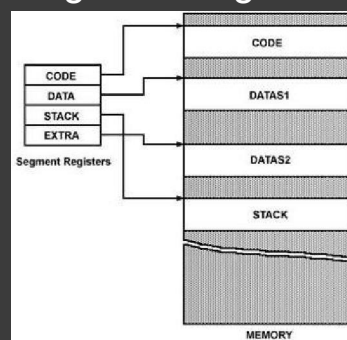 CODE
DATA
STACK
EXTRA
Segment Registers
CODE
DATAS1
DATAS2
STACK
MEMORY